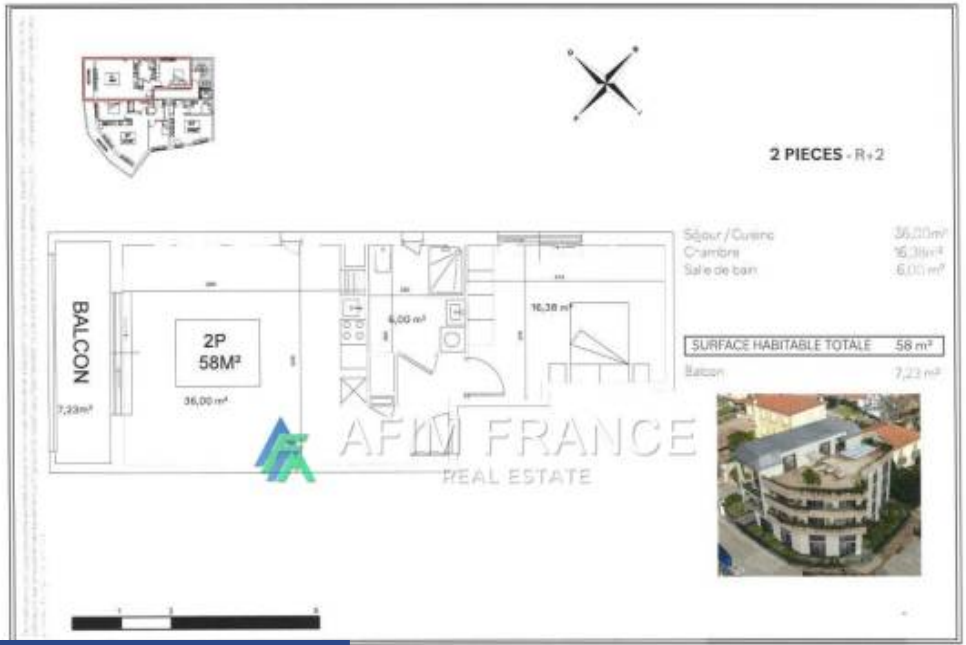 2 PIECES - R+2
Séjour / Cuisine 36,00m²
Chambre 16,38m²
Salle de bain 6,00 m²
SURFACE HABITABLE TOTALE 58 m²
Balcon 7,23 m²
BALCON
7,23m²
2P
58M²
36,00 m²
6,00 m²
16,38 m²
AFIM FRANCE
REAL ESTATE